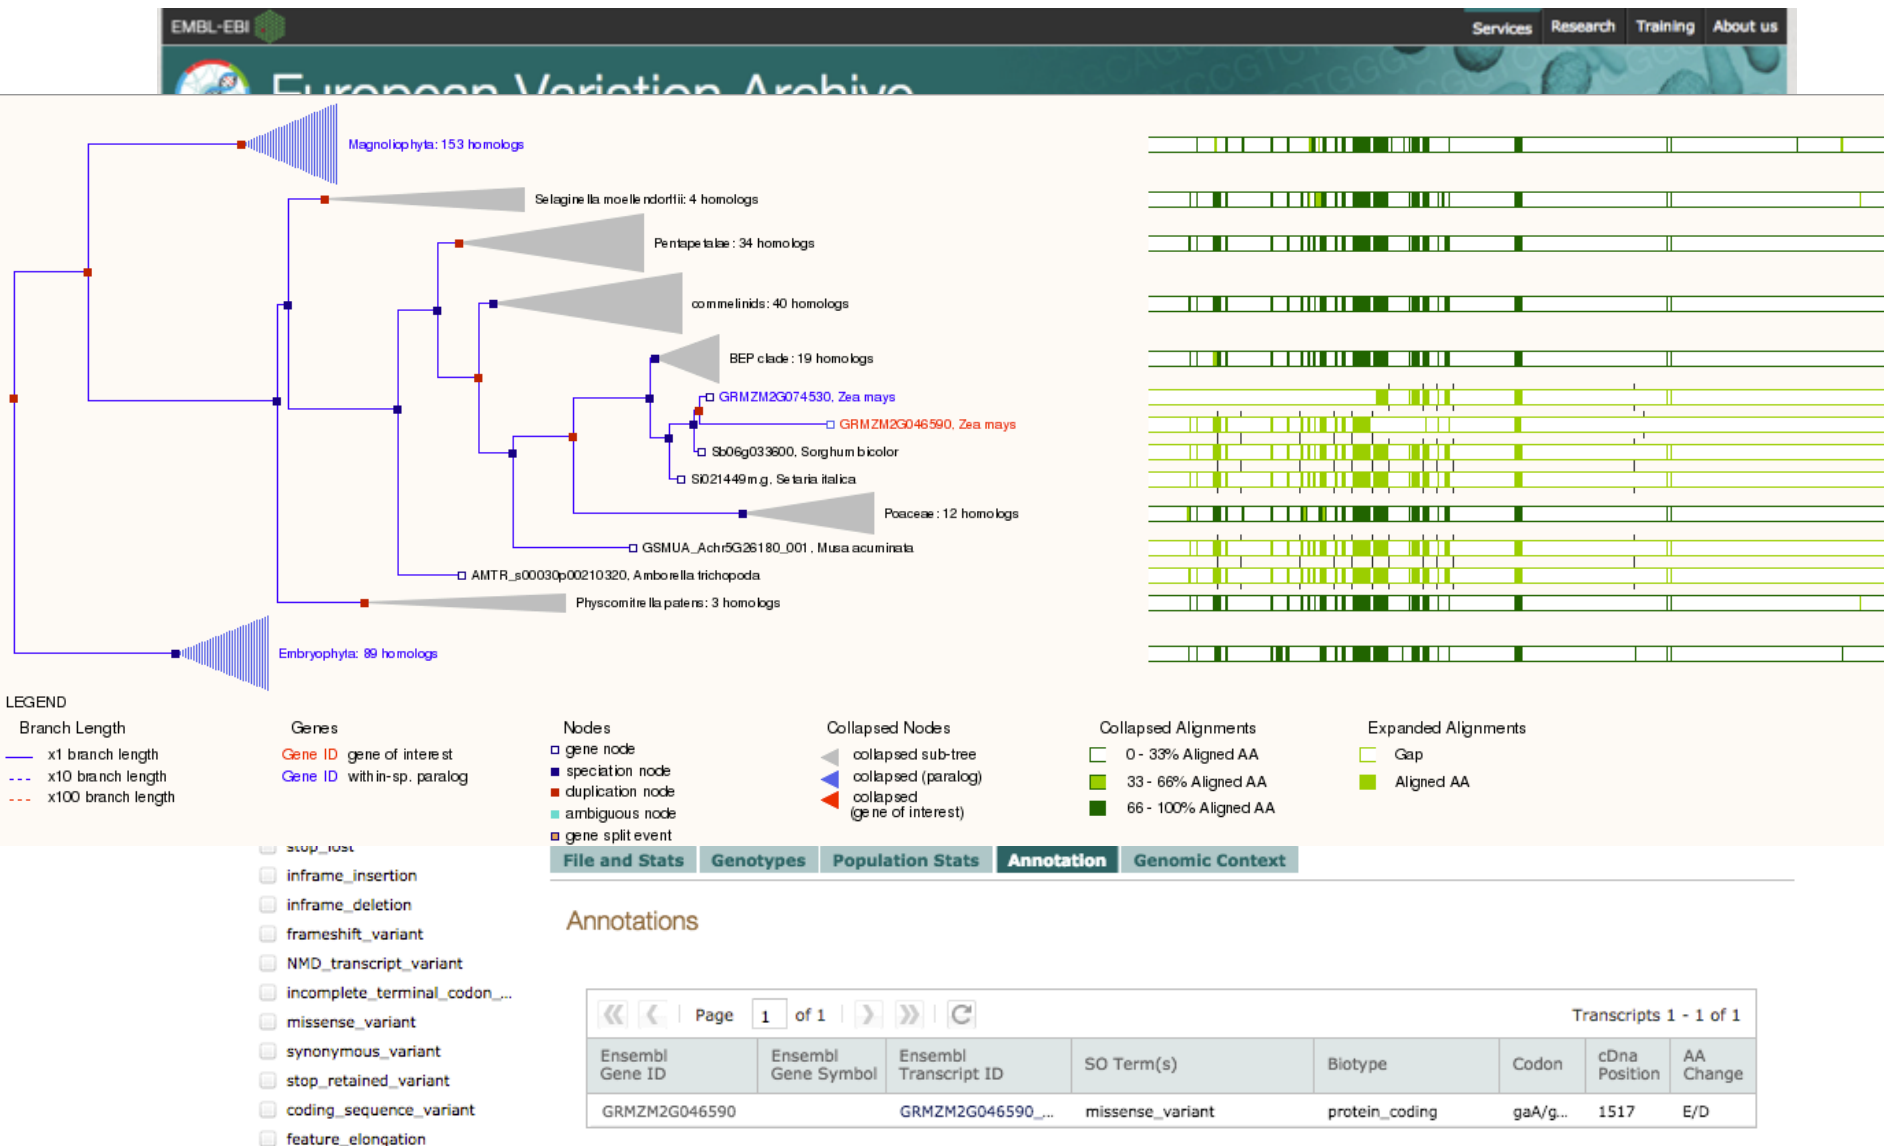 EMBL-EBI
Services Research Training About us
European Variation Archive
Magnoliophyta: 153 homologs
Selaginella moellendorffii: 4 homologs
Pentapetalae: 34 homologs
commelinids: 40 homologs
BEP clade: 19 homologs
GRMZM2G074530, Zea mays
GRMZM2G046590, Zea mays
Sb06g033600, Sorghum bicolor
Si021449m.g, Setaria italica
Poaceae: 12 homologs
GSMUA_Achr5G26180_001, Musa acuminata
AMTR_s00030p00210320, Amborella trichopoda
Physcomitrella patens: 3 homologs
Embryophyta: 89 homologs
LEGEND
Branch Length
x1 branch length
x10 branch length
x100 branch length
Genes
Gene ID gene of interest
Gene ID within-sp. paralog
Nodes
gene node
speciation node
duplication node
ambiguous node
gene split event
Collapsed Nodes
collapsed sub-tree
collapsed (paralog)
collapsed
(gene of interest)
Collapsed Alignments
0 - 33% Aligned AA
33 - 66% Aligned AA
66 - 100% Aligned AA
Expanded Alignments
Gap
Aligned AA
stop_lost
inframe_insertion
inframe_deletion
frameshift_variant
NMD_transcript_variant
incomplete_terminal_codon_...
missense_variant
synonymous_variant
stop_retained_variant
coding_sequence_variant
feature_elongation
File and Stats Genotypes Population Stats Annotation Genomic Context
Annotations
Page 1 of 1 Transcripts 1 - 1 of 1
Ensembl Gene ID Ensembl Gene Symbol Ensembl Transcript ID SO Term(s) Biotype Codon cDna Position AA Change
GRMZM2G046590 GRMZM2G046590_... missense_variant protein_coding gaA/g... 1517 E/D